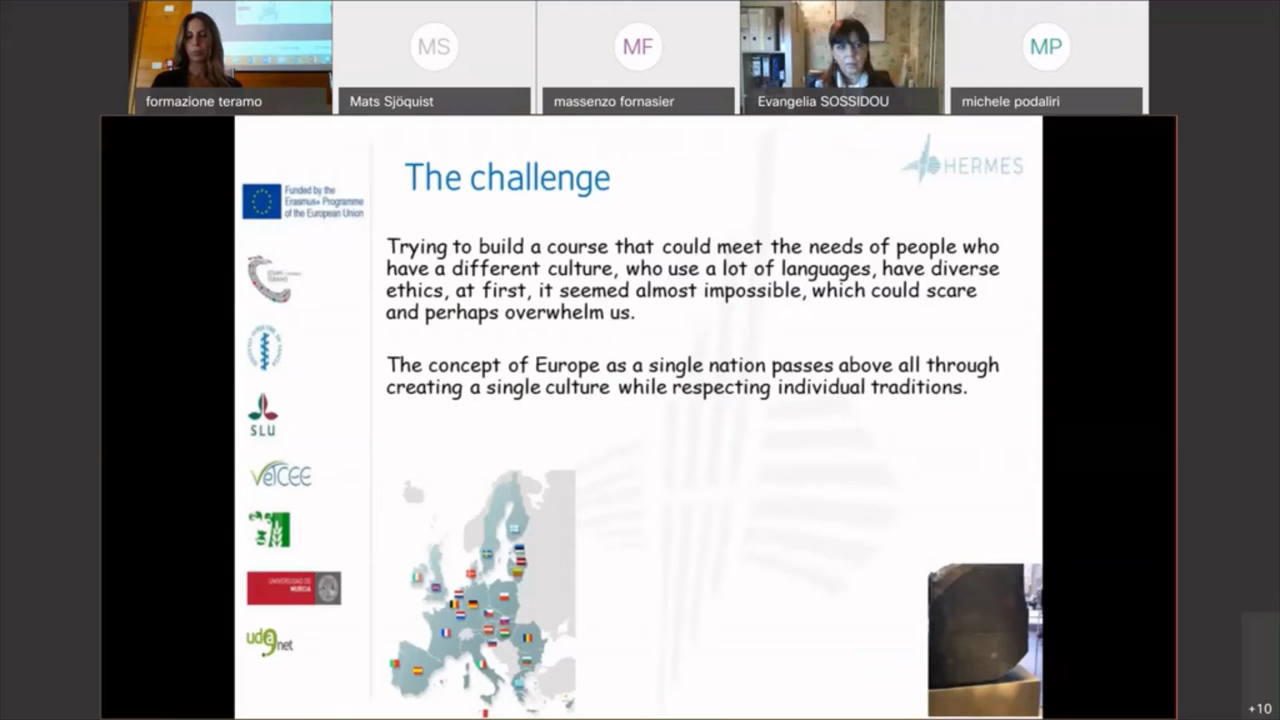 MS
MF
MP
formazione teramo
Mats Sjöquist
massenzo fornasier
Evangelia SOSSIDOU
michele podaliri
The challenge
HERMES
Funded by the
Erasmus+ Programme
of the European Union
Trying to build a course that could meet the needs of people who
have a different culture, who use a lot of languages, have diverse
ethics, at first, it seemed almost impossible, which could scare
and perhaps overwhelm us.
The concept of Europe as a single nation passes above all through
creating a single culture while respecting individual traditions.
SLU
VetCEE
UNIVERSIDAD DE
MURCIA
udanet
+10